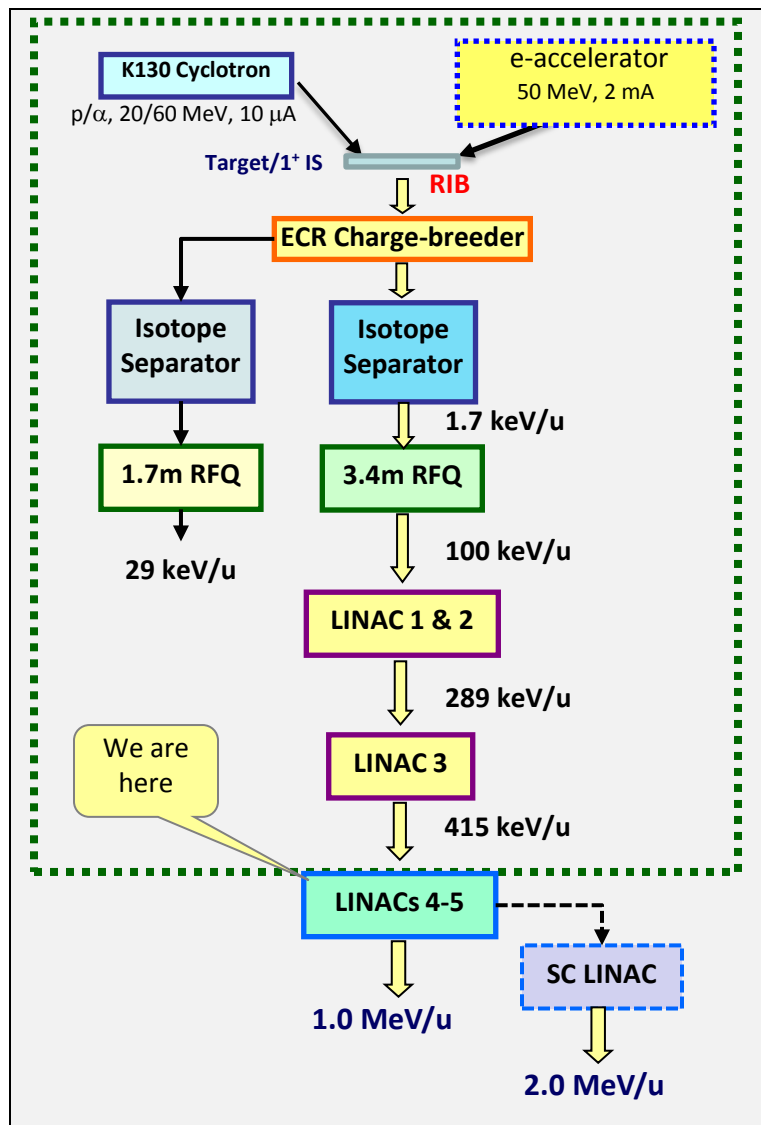 K130 Cyclotron
p/α, 20/60 MeV, 10 μA
e-accelerator
50 MeV, 2 mA
Target/1⁺ IS
RIB
ECR Charge-breeder
Isotope
Separator
Isotope
Separator
1.7 keV/u
1.7m RFQ
3.4m RFQ
29 keV/u
100 keV/u
LINAC 1 & 2
289 keV/u
We are
here
LINAC 3
415 keV/u
LINACs 4-5
SC LINAC
1.0 MeV/u
2.0 MeV/u